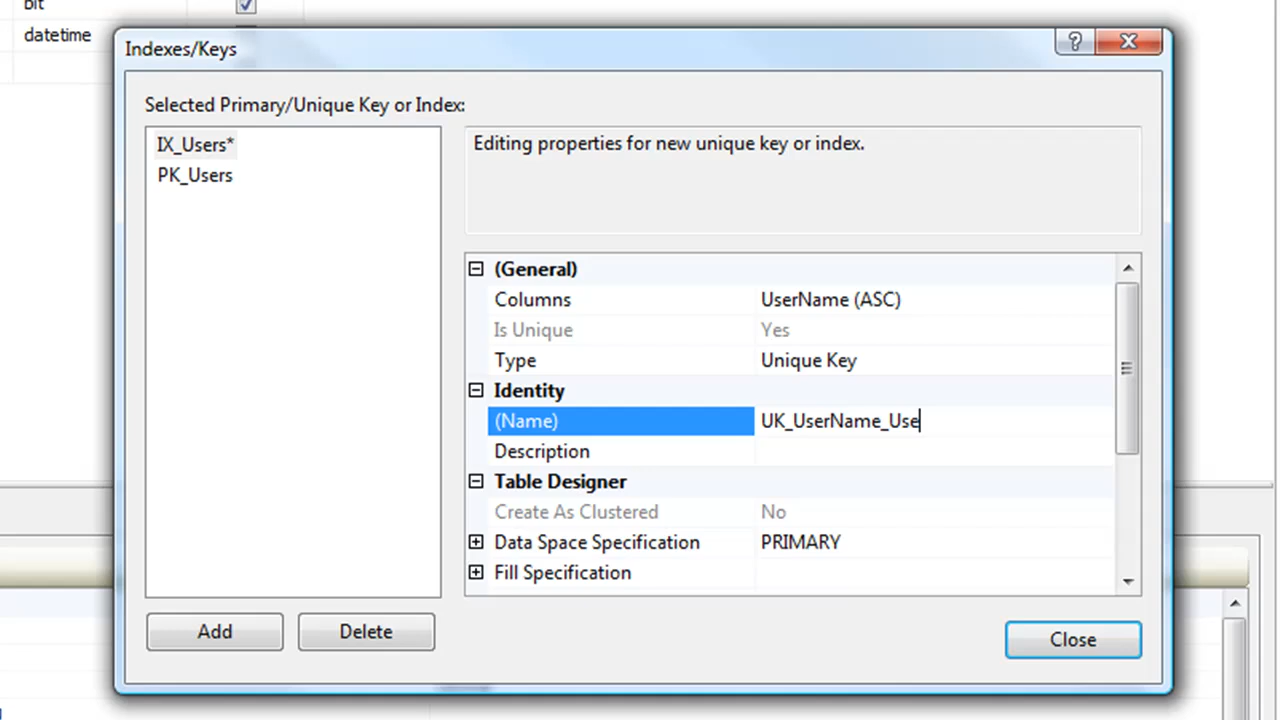 bit
datetime
Indexes/Keys
?
Selected Primary/Unique Key or Index:
IX_Users*
PK_Users
Editing properties for new unique key or index.
(General)
Columns UserName (ASC)
Is Unique Yes
Type Unique Key
Identity
(Name) UK_UserName_Use
Description
Table Designer
Create As Clustered No
Data Space Specification PRIMARY
Fill Specification
Add Delete Close